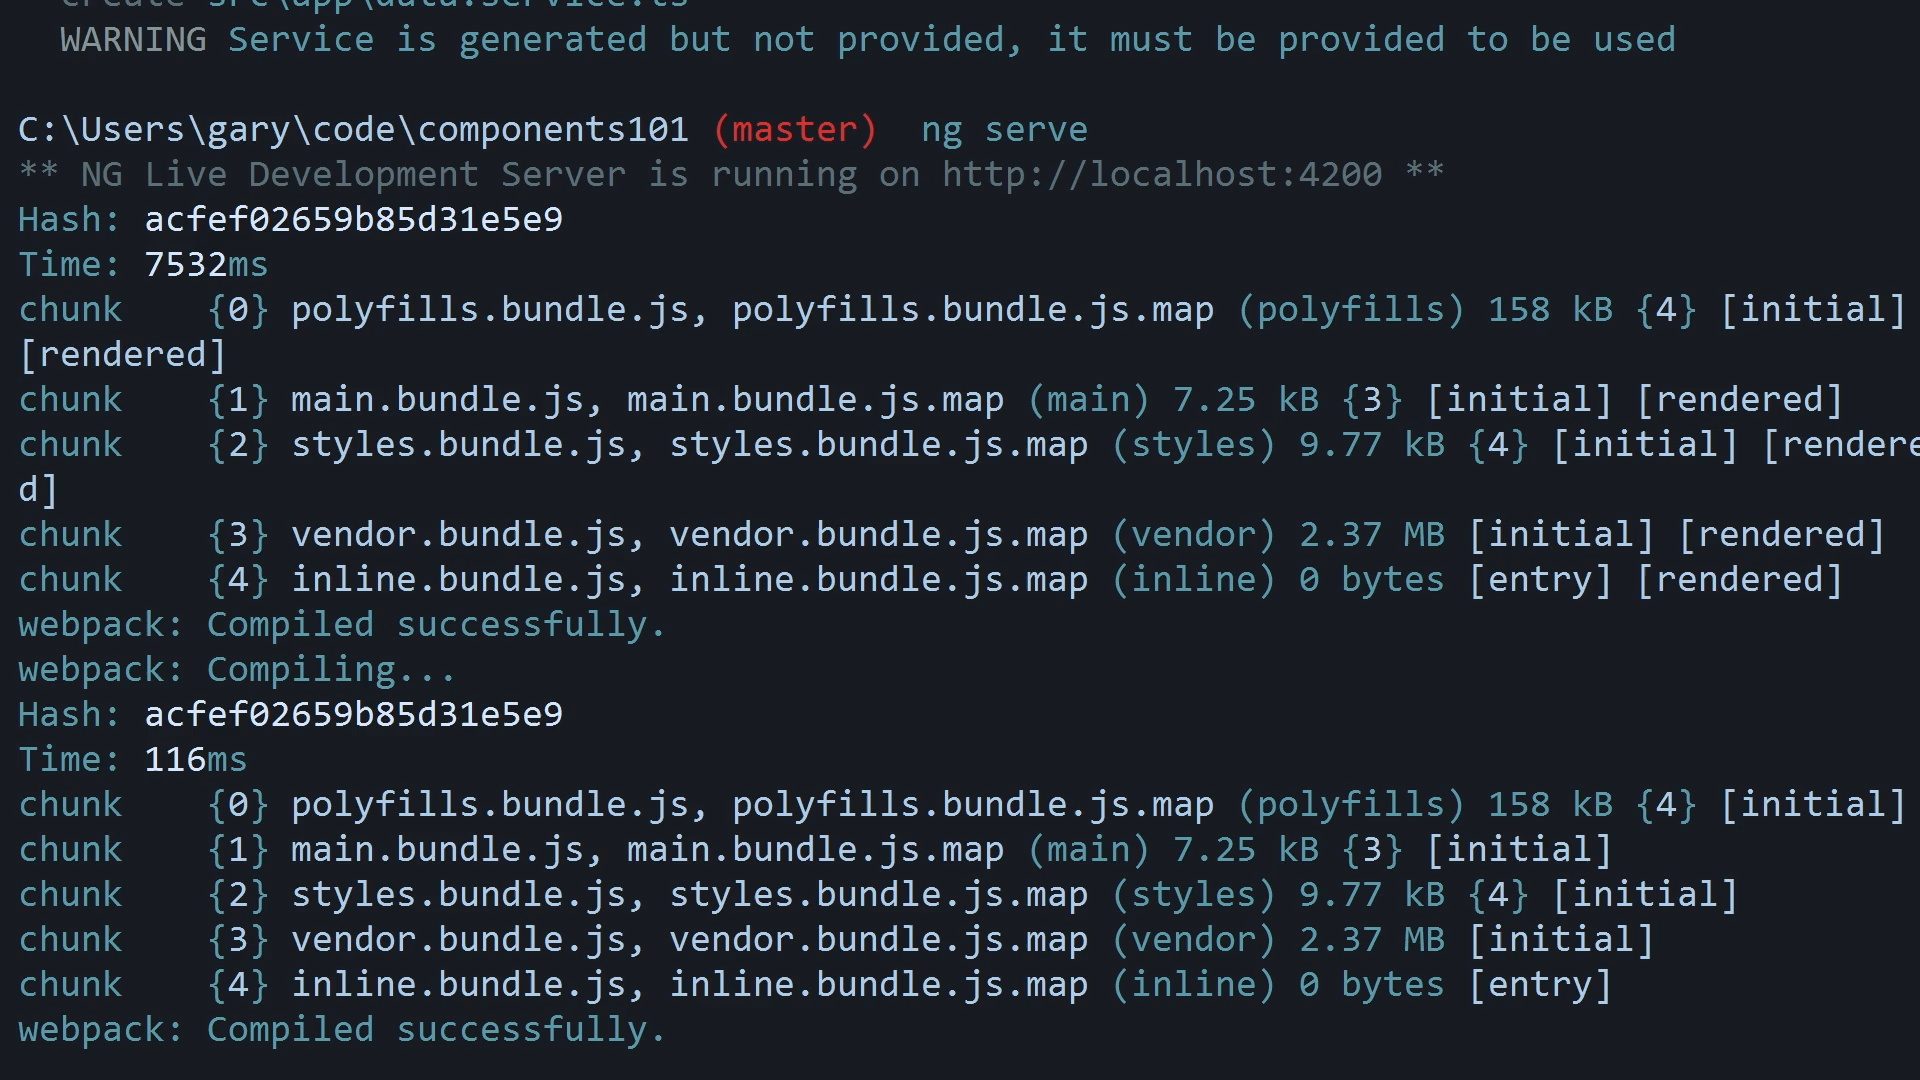 create src\app\data.service.ts
WARNING Service is generated but not provided, it must be provided to be used
C:\Users\gary\code\components101 (master)  ng serve
** NG Live Development Server is running on http://localhost:4200 **
Hash: acfef02659b85d31e5e9
Time: 7532ms
chunk    {0} polyfills.bundle.js, polyfills.bundle.js.map (polyfills) 158 kB {4} [initial]
[rendered]
chunk    {1} main.bundle.js, main.bundle.js.map (main) 7.25 kB {3} [initial] [rendered]
chunk    {2} styles.bundle.js, styles.bundle.js.map (styles) 9.77 kB {4} [initial] [rendere
d]
chunk    {3} vendor.bundle.js, vendor.bundle.js.map (vendor) 2.37 MB [initial] [rendered]
chunk    {4} inline.bundle.js, inline.bundle.js.map (inline) 0 bytes [entry] [rendered]
webpack: Compiled successfully.
webpack: Compiling...
Hash: acfef02659b85d31e5e9
Time: 116ms
chunk    {0} polyfills.bundle.js, polyfills.bundle.js.map (polyfills) 158 kB {4} [initial]
chunk    {1} main.bundle.js, main.bundle.js.map (main) 7.25 kB {3} [initial]
chunk    {2} styles.bundle.js, styles.bundle.js.map (styles) 9.77 kB {4} [initial]
chunk    {3} vendor.bundle.js, vendor.bundle.js.map (vendor) 2.37 MB [initial]
chunk    {4} inline.bundle.js, inline.bundle.js.map (inline) 0 bytes [entry]
webpack: Compiled successfully.